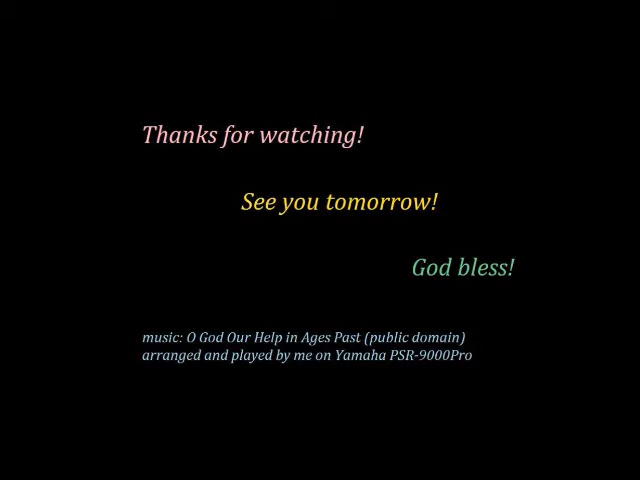 Thanks for watching!
See you tomorrow!
God bless!
music: O God Our Help in Ages Past (public domain)
arranged and played by me on Yamaha PSR-9000Pro